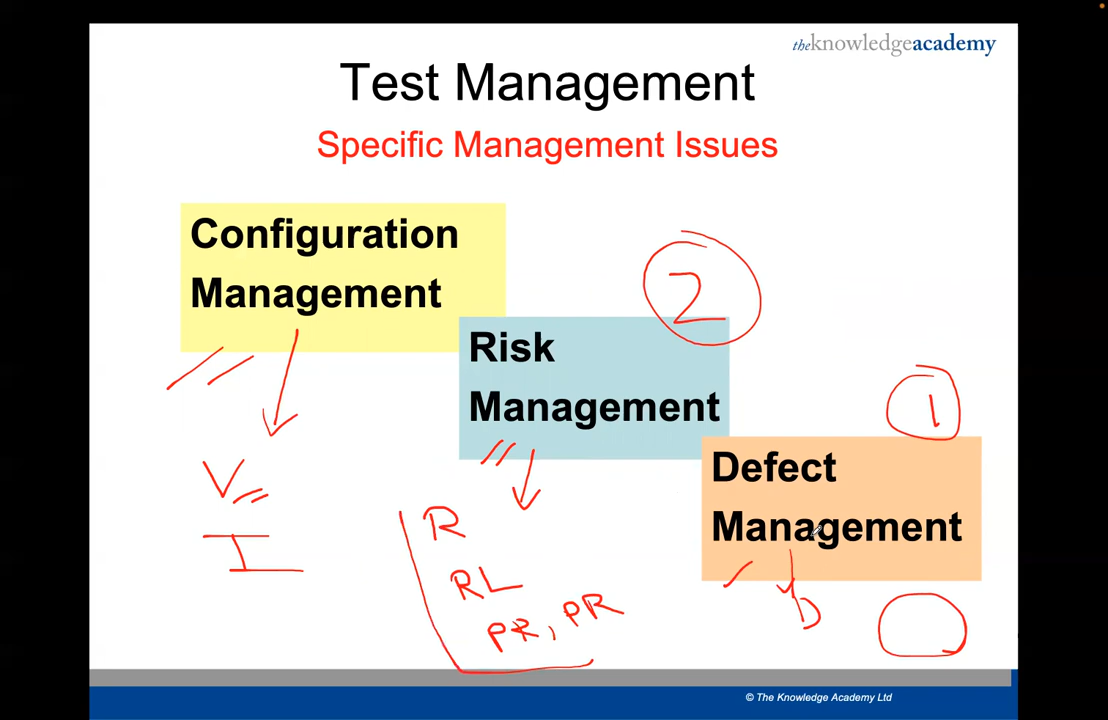 theknowledgeacademy
Test Management
Specific Management Issues
Configuration
Management
2
Risk
Management
1
Defect
Management
V
I
R
RL
PR, PR
D
© The Knowledge Academy Ltd